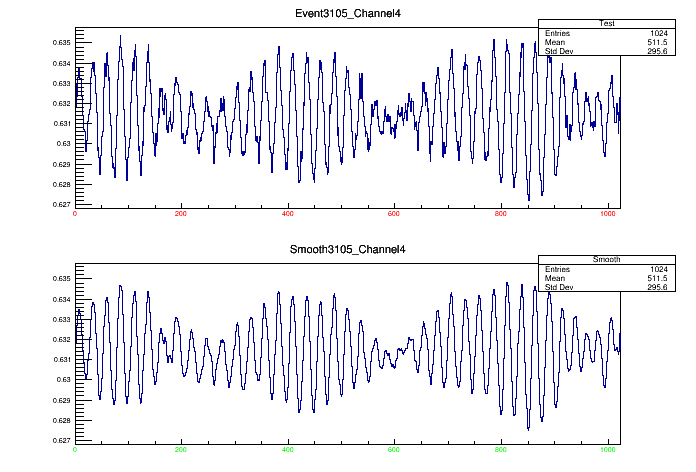 Event3105_Channel4
Test
Entries 1024
Mean 511.5
Std Dev 295.6
0.635
0.634
0.633
0.632
0.631
0.63
0.629
0.628
0.627
0 200 400 600 800 1000
Smooth3105_Channel4
Smooth
Entries 1024
Mean 511.5
Std Dev 295.6
0.635
0.634
0.633
0.632
0.631
0.63
0.629
0.628
0.627
0 200 400 600 800 1000